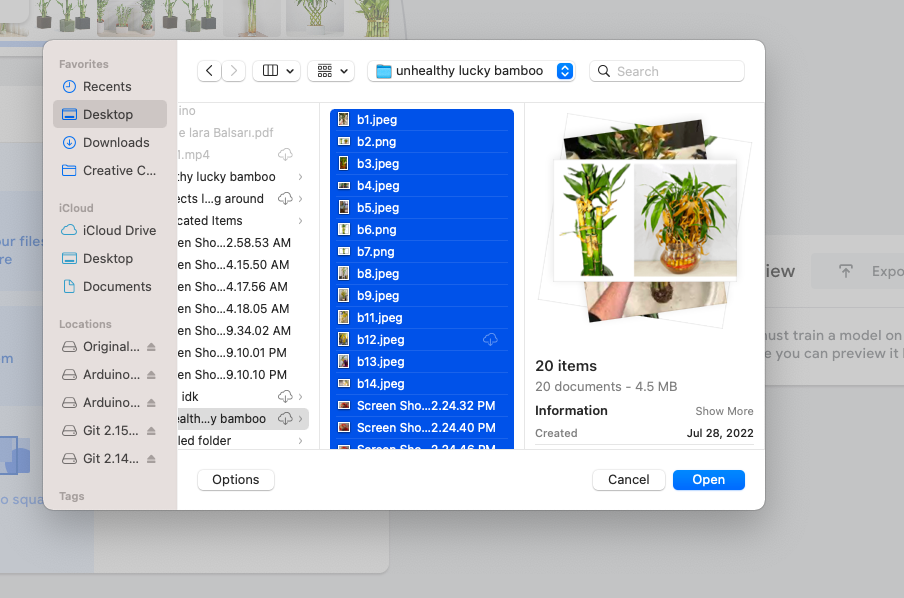 Favorites
Recents
Desktop
Downloads
Creative C...
iCloud
iCloud Drive
Desktop
Documents
Locations
Original...
Arduino...
Arduino...
Git 2.15...
Git 2.14...
Tags
unhealthy lucky bamboo
Search
ino
e lara Balsarı.pdf
1.mp4
thy lucky bamboo
ects l...g around
cated Items
en Sho...2.58.53 AM
en Sho...4.15.50 AM
en Sho...4.17.56 AM
en Sho...4.18.05 AM
en Sho...9.34.02 AM
en Sho...9.10.01 PM
en Sho...9.10.10 PM
idk
ealth...y bamboo
led folder
b1.jpeg
b2.png
b3.jpeg
b4.jpeg
b5.jpeg
b6.png
b7.png
b8.jpeg
b9.jpeg
b11.jpeg
b12.jpeg
b13.jpeg
b14.jpeg
Screen Sho...2.24.32 PM
Screen Sho...2.24.40 PM
Screen Sho...2.24.46 PM
20 items
20 documents - 4.5 MB
Information Show More
Created Jul 28, 2022
Options Cancel Open
our files
re
m
o squa
iew
Expo
ust train a model on
e you can preview it